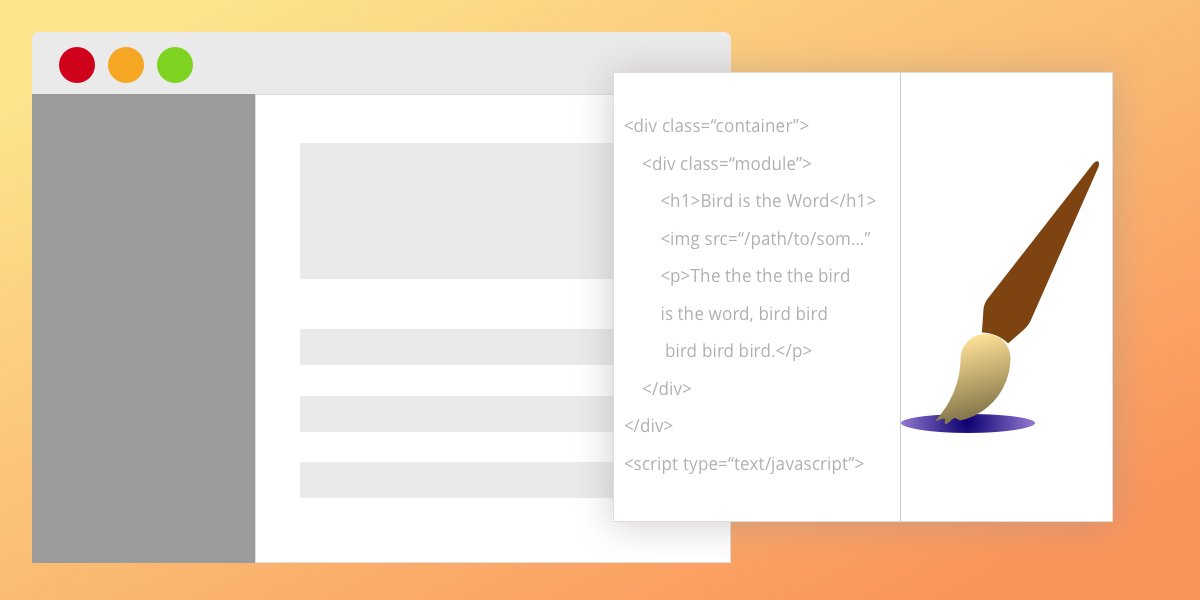 <div class=“container”>
<div class=“module”>
<h1>Bird is the Word</h1>
<img src=“/path/to/som...”
<p>The the the the bird
is the word, bird bird
bird bird bird.</p>
</div>
</div>
<script type=“text/javascript”>